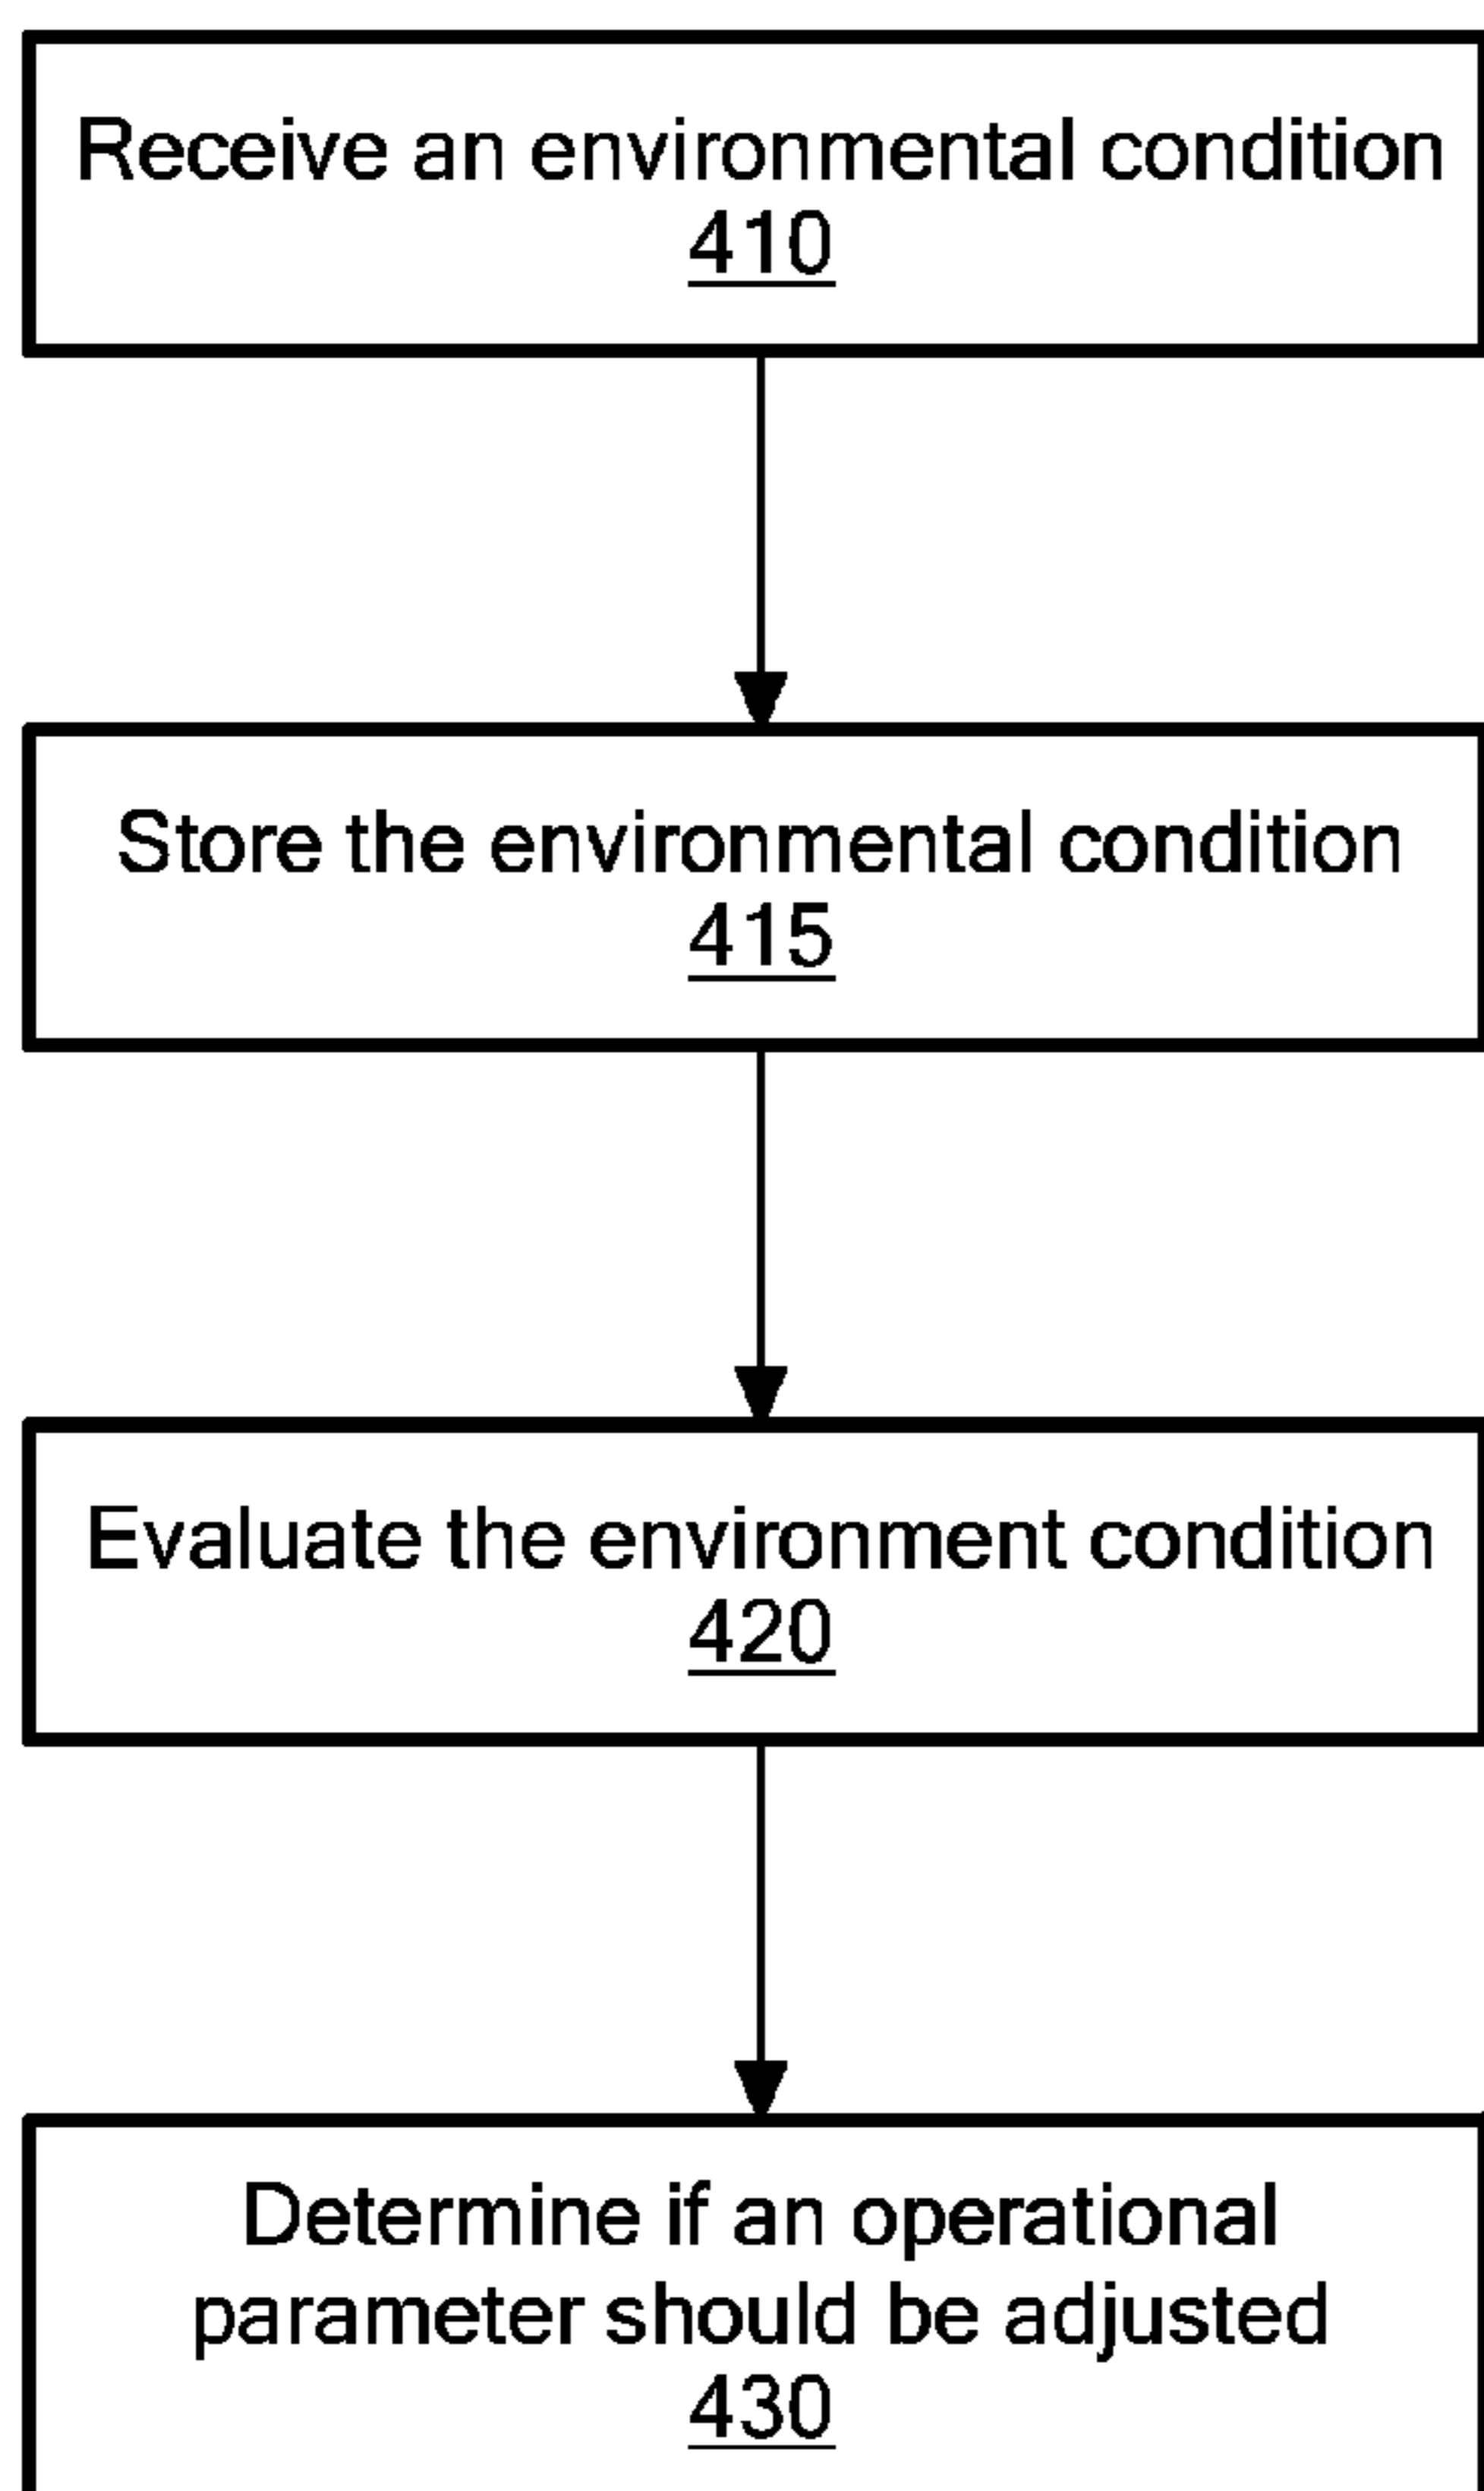 Receive an environmental condition
410
Store the environmental condition
415
Evaluate the environment condition
420
Determine if an operational
parameter should be adjusted
430